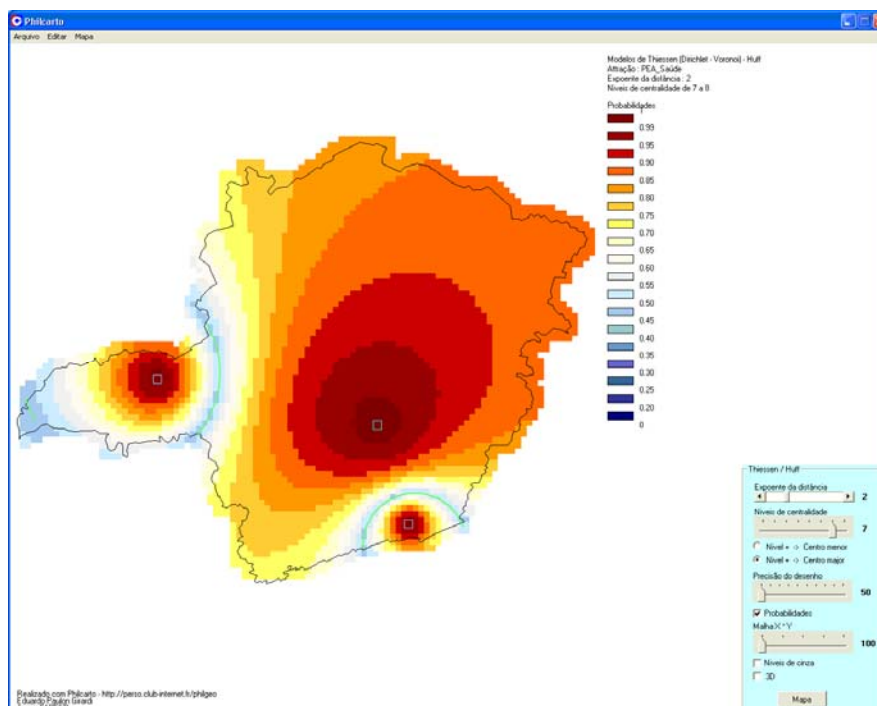 Philcarto
Arquivo Editar Mapa
Modelos de Thiessen (Dirichlet - Voronoi) - Huff
Attração : PEA_Saúde
Expoente da distância : 2
Níveis de centralidade de 7 a 8
Probabilidades
1
0.99
0.95
0.90
0.85
0.80
0.75
0.70
0.65
0.60
0.55
0.50
0.45
0.40
0.35
0.30
0.25
0.20
0
Thiessen / Huff
Expoente da distância
2
Níveis de centralidade
7
Nível + -> Centro menor
Nível + -> Centro major
Precisão do desenho
50
Probabilidades
Malha X * Y
100
Níveis de cinza
3D
Mapa
Realizado com Philcarto - http://perso.club-internet.fr/philgeo
Eduardo Paulon Girardi